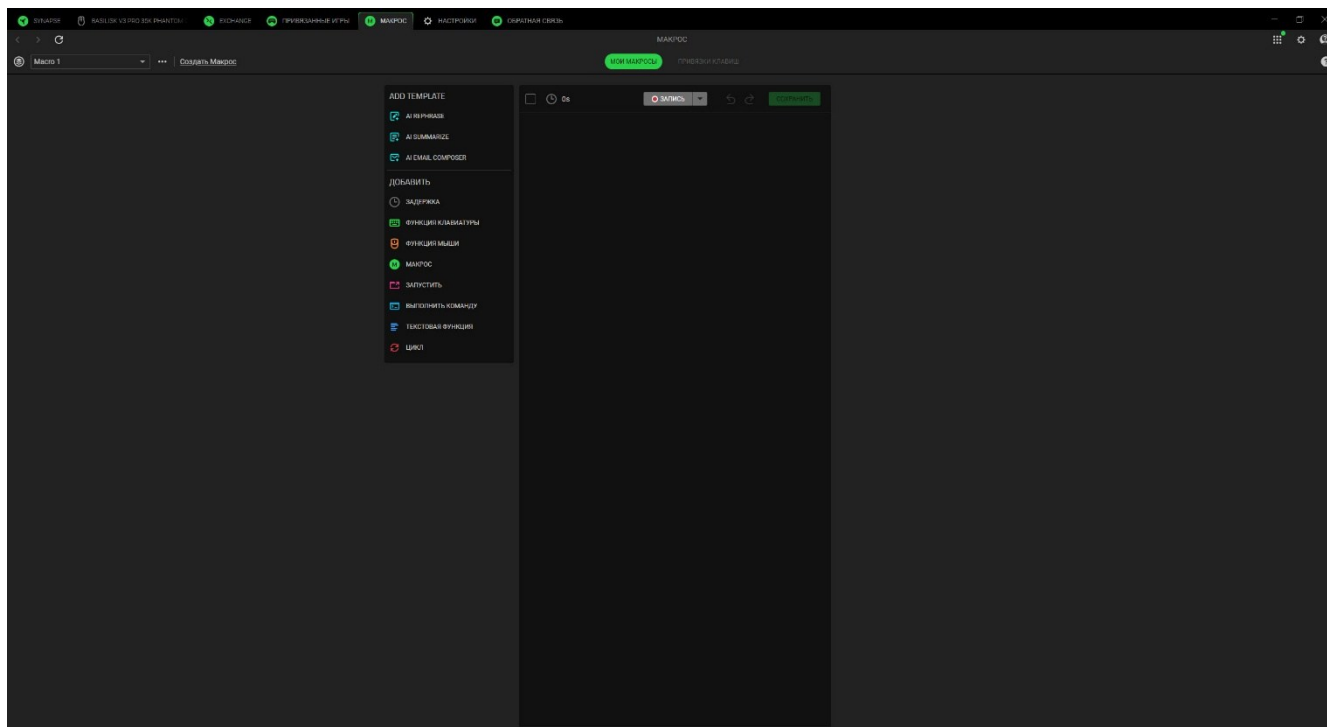 SYNAPSE
BASILISK V3 PRO 35K PHANTOM
EXCHANGE
ПРИВЯЗАННЫЕ ИГРЫ
МАКРОС
НАСТРОЙКИ
ОБРАТНАЯ СВЯЗЬ
МАКРОС
Macro 1
Создать Макрос
МОИ МАКРОСЫ
ПРИВЯЗКИ КЛАВИШ
ADD TEMPLATE
AI REPHRASE
AI SUMMARIZE
AI EMAIL COMPOSER
ДОБАВИТЬ
ЗАДЕРЖКА
ФУНКЦИЯ КЛАВИАТУРЫ
ФУНКЦИЯ МЫШИ
МАКРОС
ЗАПУСТИТЬ
ВЫПОЛНИТЬ КОМАНДУ
ТЕКСТОВАЯ ФУНКЦИЯ
ЦИКЛ
0s
ЗАПИСЬ
СОХРАНИТЬ